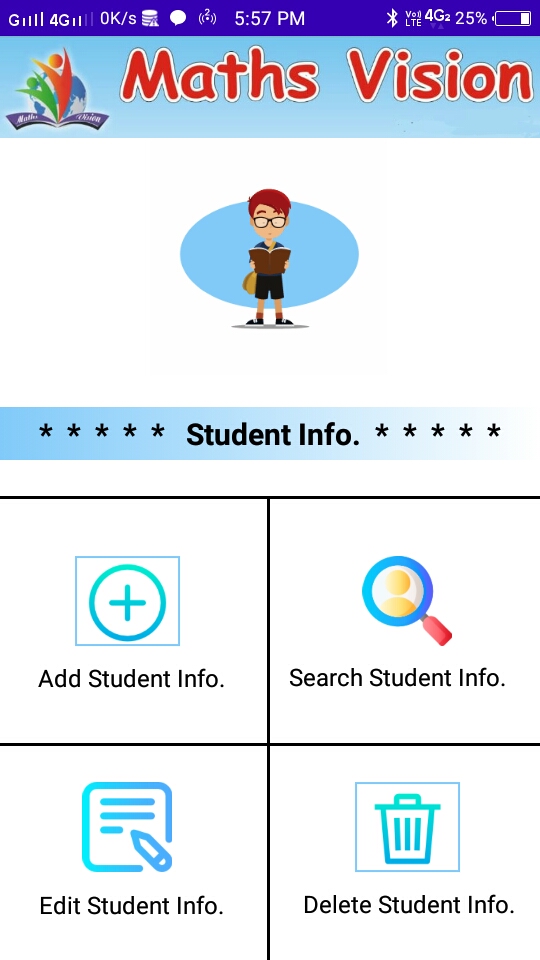 G 4G 0K/s 2 5:57 PM Vo) LTE 4G2 25%
Maths Vision
Maths Vision
* * * * * Student Info. * * * * *
Add Student Info.
Search Student Info.
Edit Student Info.
Delete Student Info.